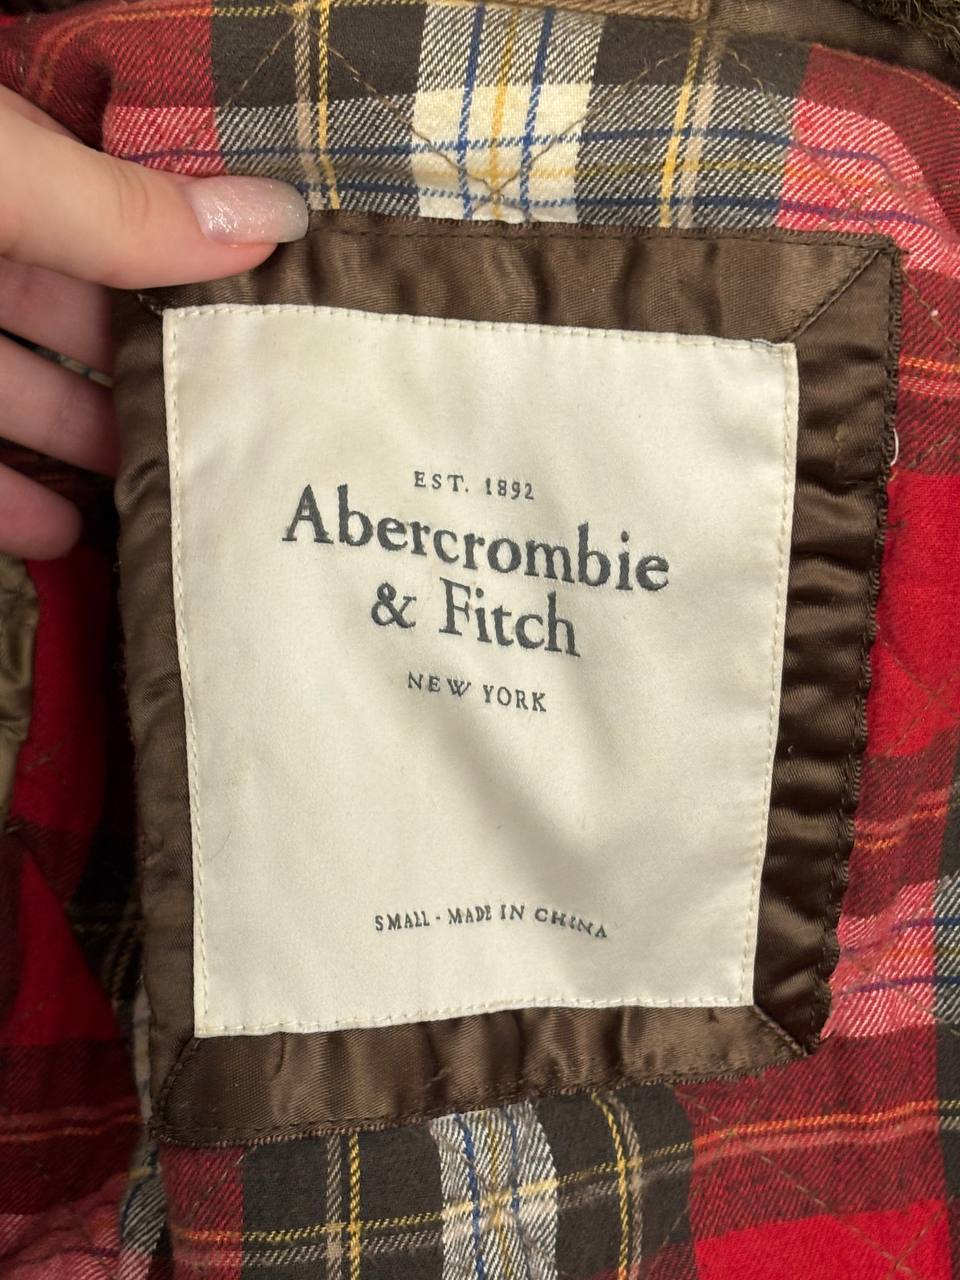 EST. 1892
Abercrombie
& Fitch
NEW YORK
SMALL - MADE IN CHINA